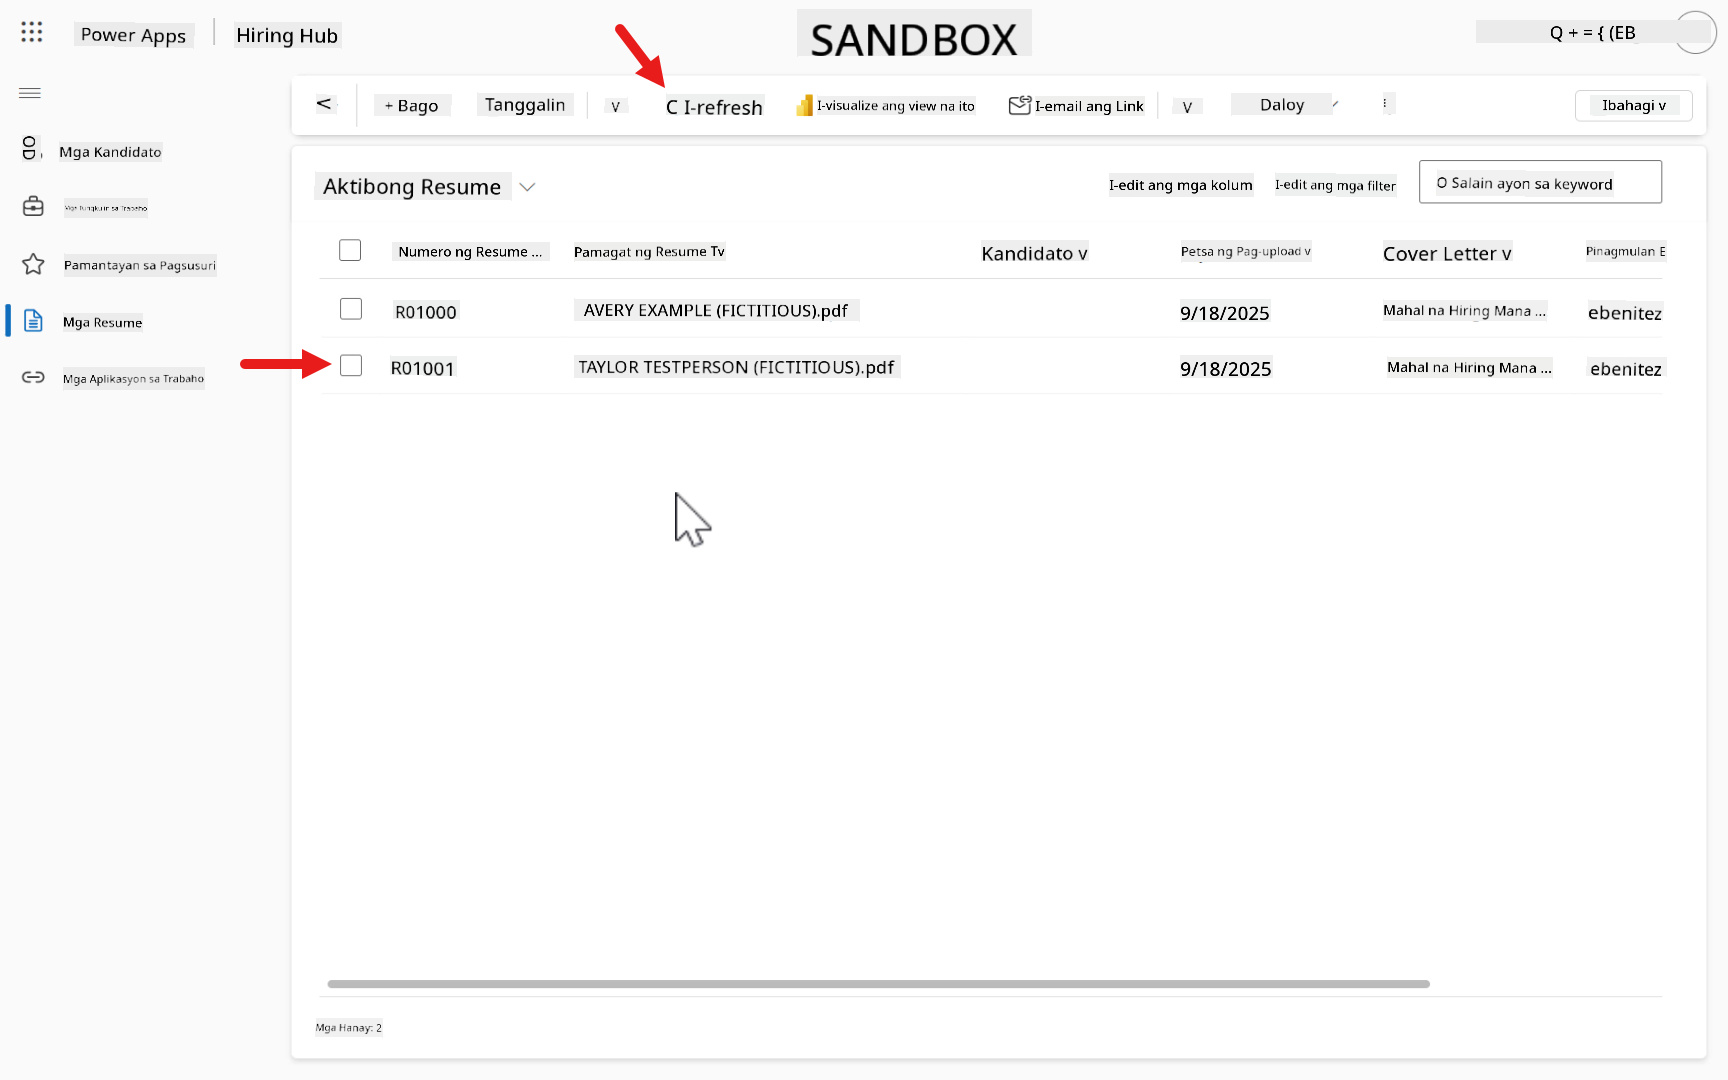 Power Apps
Hiring Hub
SANDBOX
Q + = { (EB
< + Bago Tanggalin v C I-refresh I-visualize ang view na ito I-email ang Link v Daloy Ibahagi v
Mga Kandidato
Pamantayan sa Pagsusuri
Mga Resume
Mga Aplikasyon sa Trabaho
Aktibong Resume
I-edit ang mga kolum I-edit ang mga filter O Salain ayon sa keyword
Numero ng Resume ... Pamagat ng Resume Tv Kandidato v Petsa ng Pag-upload v Cover Letter v Pinagmulan E
R01000 AVERY EXAMPLE (FICTITIOUS).pdf 9/18/2025 Mahal na Hiring Mana ... ebenitez
R01001 TAYLOR TESTPERSON (FICTITIOUS).pdf 9/18/2025 Mahal na Hiring Mana ... ebenitez
Mga Hanay: 2